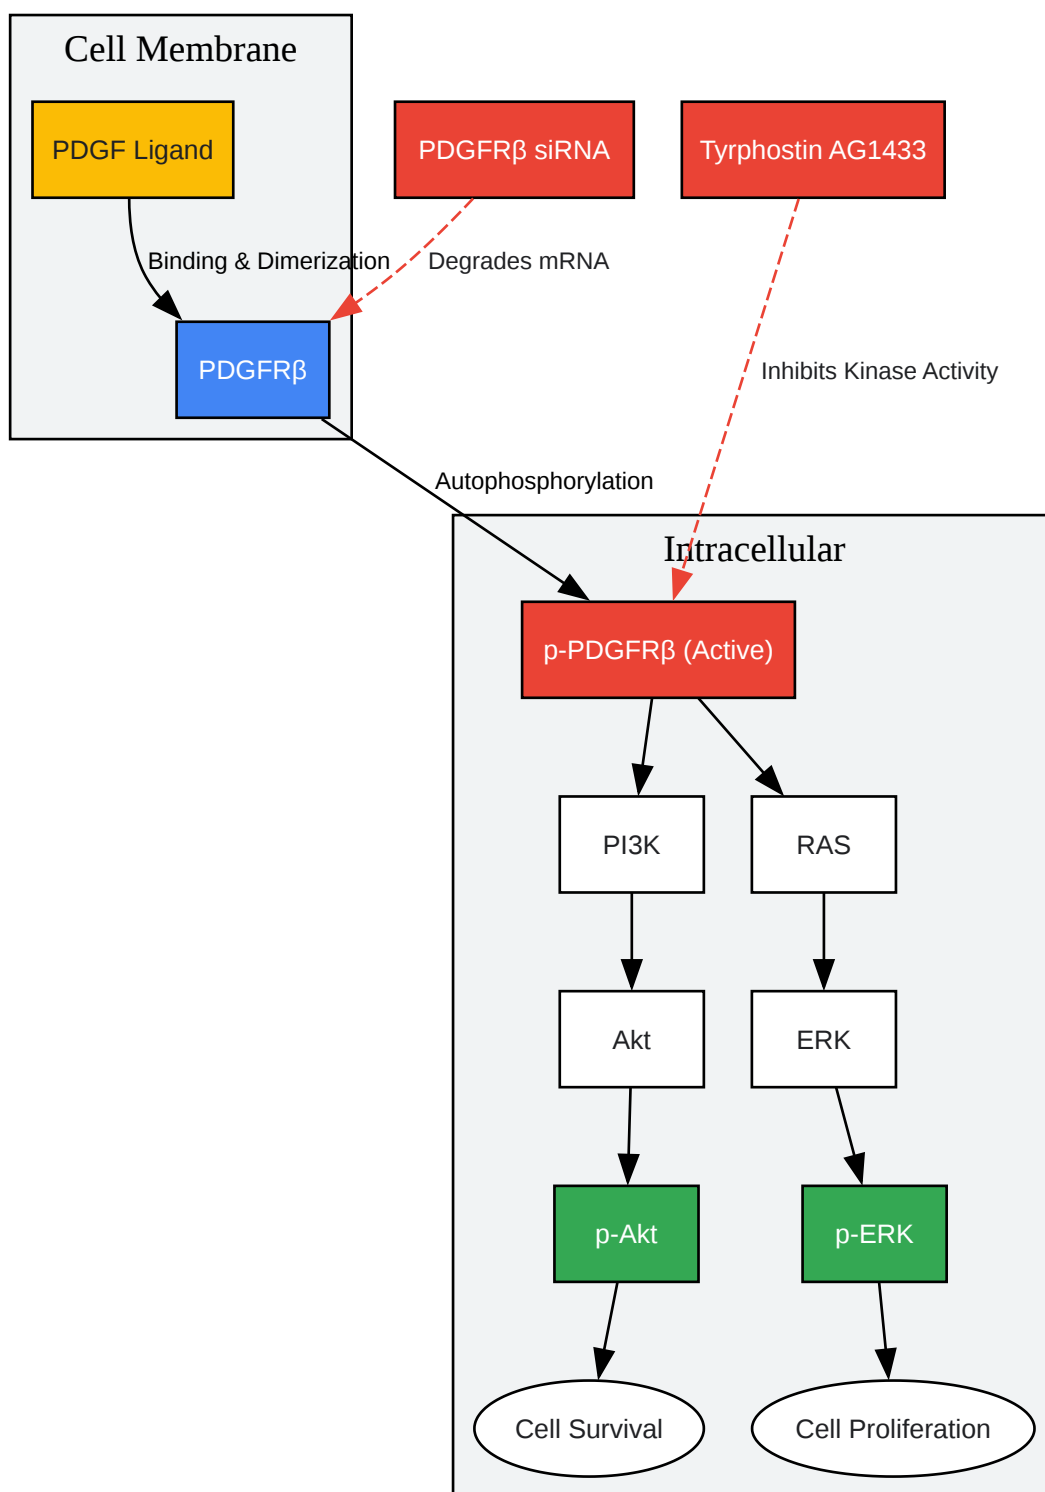 Cell Membrane
PDGF Ligand
PDGFRβ siRNA
Tyrphostin AG1433
Binding & Dimerization
Degrades mRNA
PDGFRβ
Inhibits Kinase Activity
Autophosphorylation
Intracellular
p-PDGFRβ (Active)
PI3K
RAS
Akt
ERK
p-Akt
p-ERK
Cell Survival
Cell Proliferation